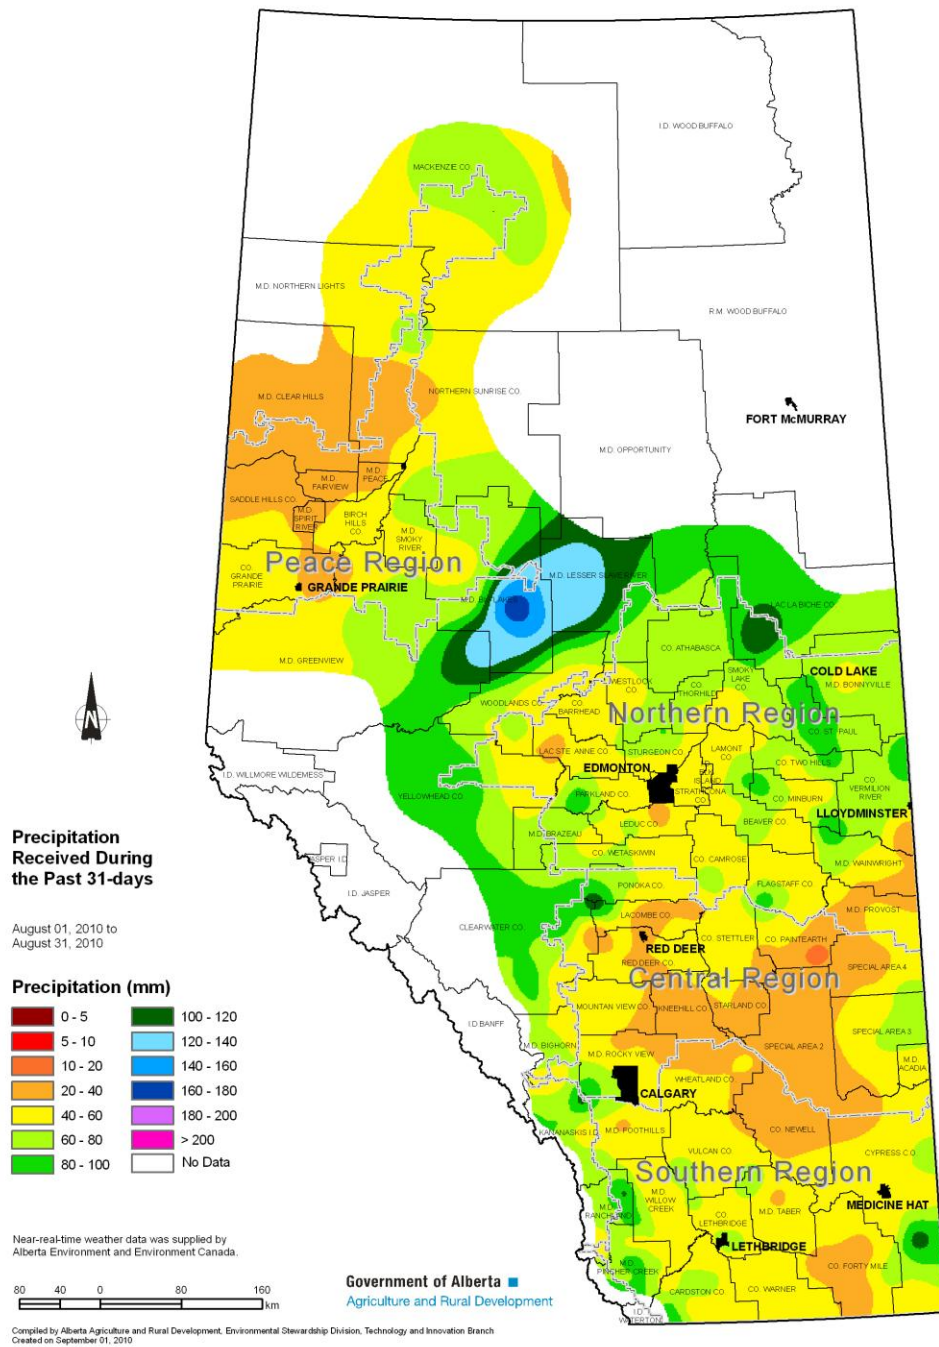 I.D. WOOD BUFFALO
MACKENZIE CO.
M.D. NORTHERN LIGHTS
R.M. WOOD BUFFALO
M.D. CLEAR HILLS
NORTHERN SUNRISE CO.
FORT McMURRAY
M.D. OPPORTUNITY
M.D.
PEACE
M.D.
FAIRVIEW
SADDLE HILLS CO.
M.D.
SPIRIT
RIVER
BIRCH
HILLS
CO.
M.D.
SMOKY
RIVER
Peace Region
CO.
GRANDE
PRAIRIE
GRANDE PRAIRIE
M.D. LESSER SLAVE RIVER
M.D. BIG LAKES
LAC LA BICHE CO.
M.D. GREENVIEW
CO. ATHABASCA
SMOKY
LAKE
CO.
COLD LAKE
M.D. BONNYVILLE
WESTLOCK
CO.
CO.
THORHILD
WOODLANDS CO.
CO.
BARRHEAD
Northern Region
CO. ST. PAUL
LAC STE ANNE CO.
STURGEON CO.
LAMONT
CO.
CO. TWO HILLS
EDMONTON
ISLAND
I.D. WILLMORE WILDERNESS
YELLOWHEAD CO.
PARKLAND CO.
STRATHCONA
CO.
CO. MINBURN
CO.
VERMILION
RIVER
LLOYDMINSTER
M.D. BRAZEAU
LEDUC CO.
BEAVER CO.
CO. WETASKIWIN
CO. CAMROSE
M.D. WAINWRIGHT
Precipitation
Received During
the Past 31-days
JASPER I.D.
I.D. JASPER
PONOKA CO.
FLAGSTAFF CO.
August 01, 2010 to
August 31, 2010
CLEARWATER CO.
LACOMBE CO.
M.D. PROVOST
RED DEER
CO. STETTLER
CO. PAINTEARTH
RED DEER CO.
SPECIAL AREA 4
Central Region
Precipitation (mm)
0 - 5
5 - 10
10 - 20
20 - 40
40 - 60
60 - 80
80 - 100
100 - 120
120 - 140
140 - 160
160 - 180
180 - 200
> 200
No Data
MOUNTAN VIEW CO.
KNEEHILL CO.
STARLAND CO.
I.D. BANFF
SPECIAL AREA 3
M.D. BIGHORN
M.D. ROCKY VIEW
SPECIAL AREA 2
M.D.
ACADIA
WHEATLAND CO.
CALGARY
KANANASKIS I.D.
M.D. FOOTHILLS
CO. NEWELL
VULCAN CO.
CYPRESS CO.
Southern Region
M.D.
WILLOW
CREEK
M.D.
RANCHLAND
M.D. TABER
MEDICINE HAT
CO.
LETHBRIDGE
LETHBRIDGE
M.D.
PINCHER CREEK
CO. FORTY MILE
CARDSTON CO.
CO. WARNER
I.D.
WATERTON
Near-real-time weather data was supplied by
Alberta Environment and Environment Canada.
80 40 0 80 160
km
Government of Alberta
Agriculture and Rural Development
Compiled by Alberta Agriculture and Rural Development, Environmental Stewardship Division, Technology and Innovation Branch
Created on September 01, 2010
N